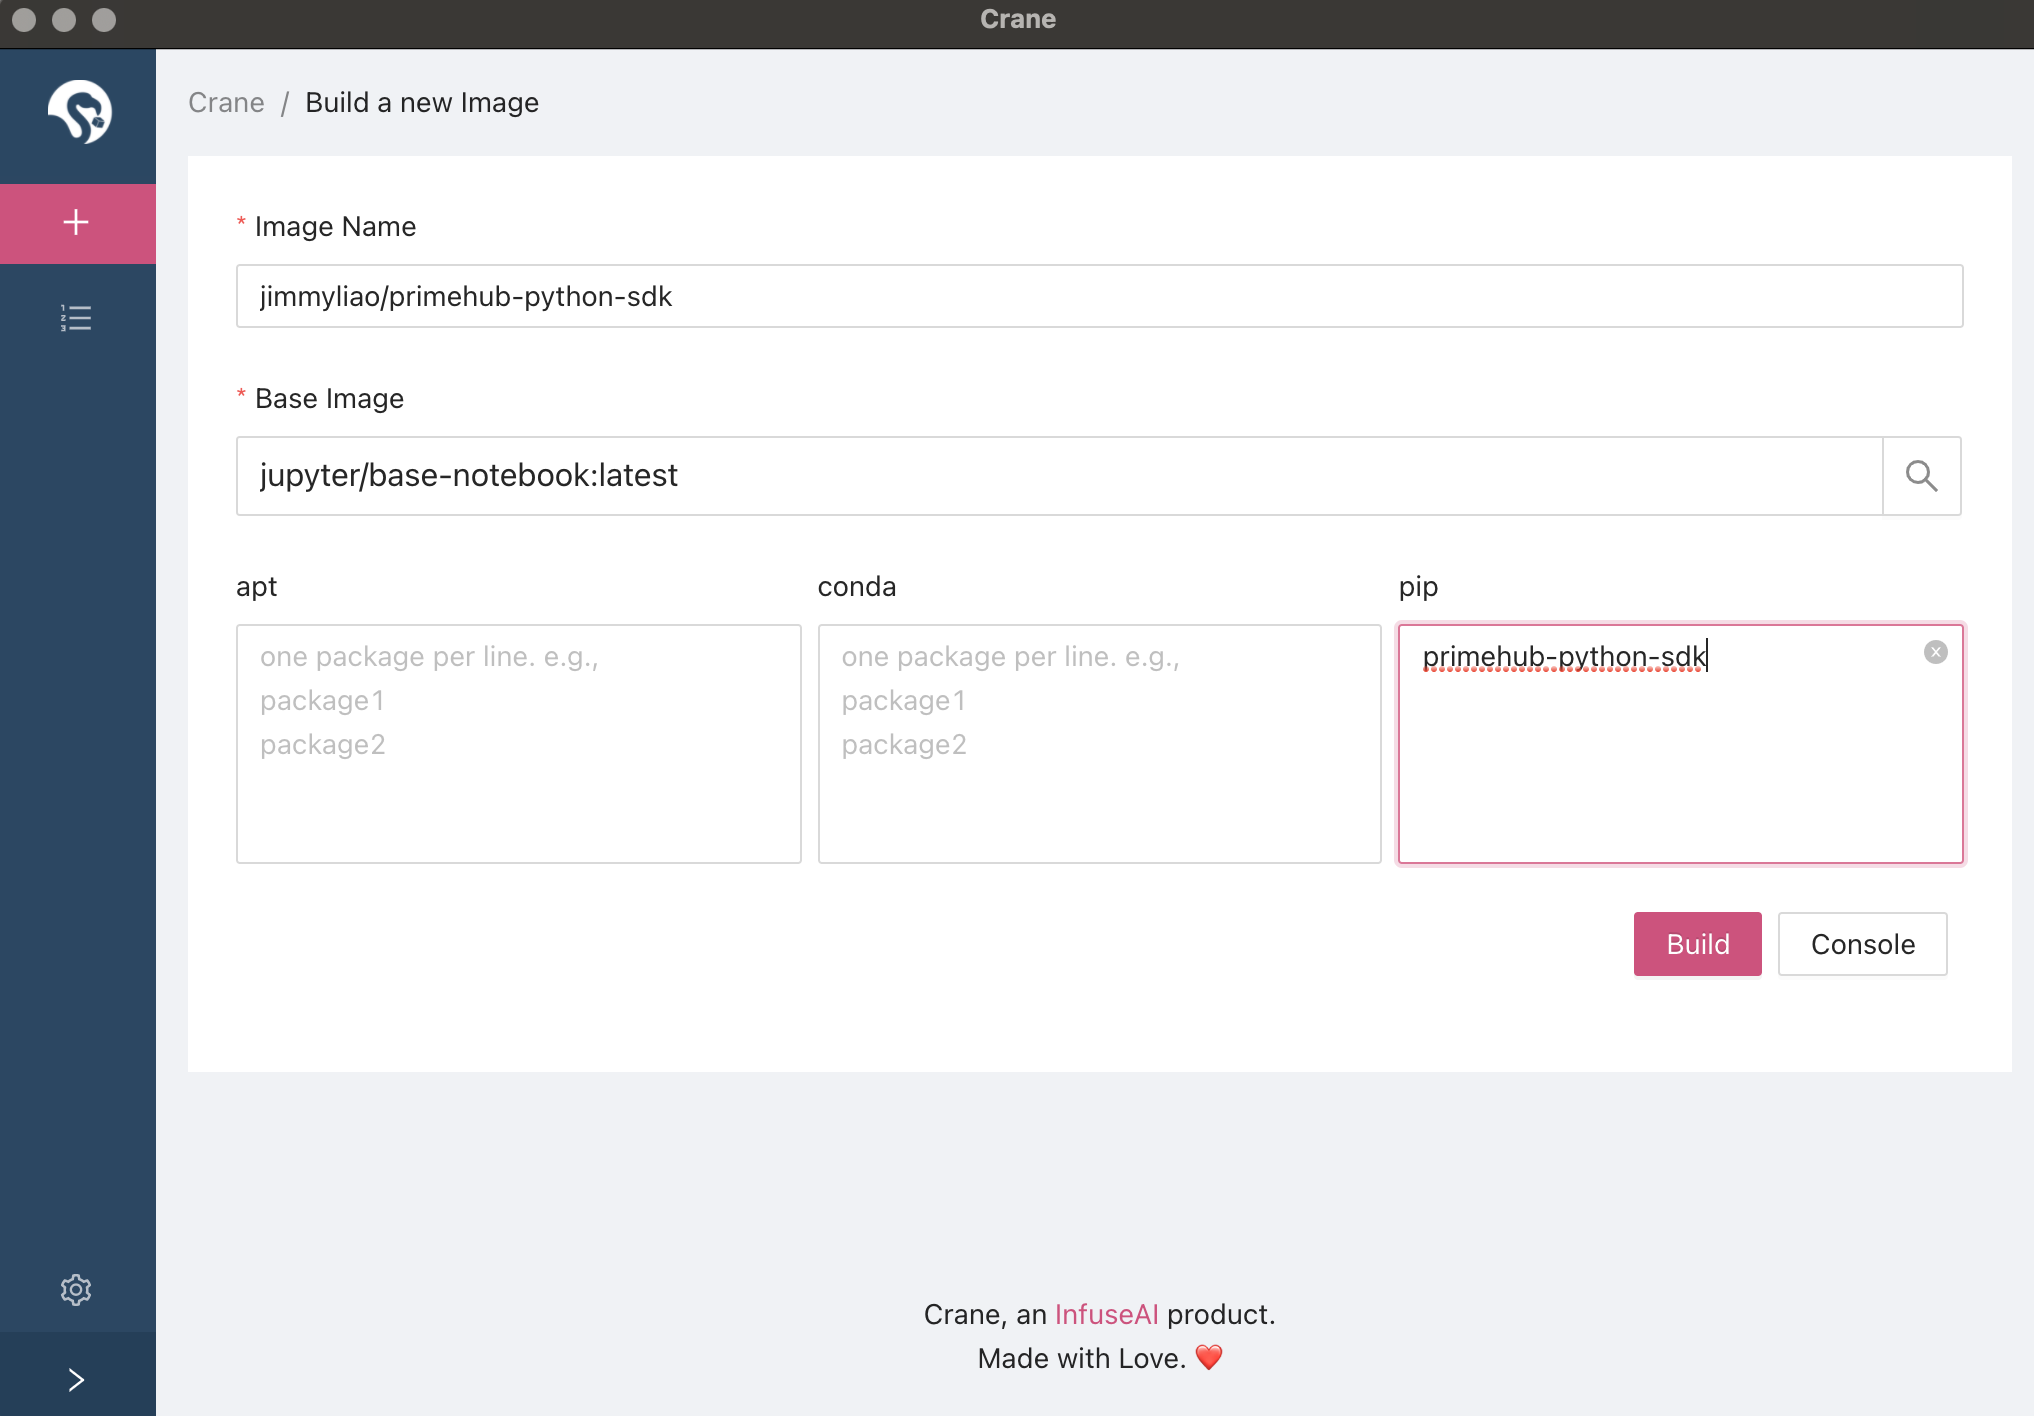 Crane
Crane / Build a new Image
* Image Name
jimmyliao/primehub-python-sdk
* Base Image
jupyter/base-notebook:latest
apt
conda
pip
one package per line. e.g.,
package1
package2
one package per line. e.g.,
package1
package2
primehub-python-sdk
Build
Console
Crane, an InfuseAI product.
Made with Love. ❤️